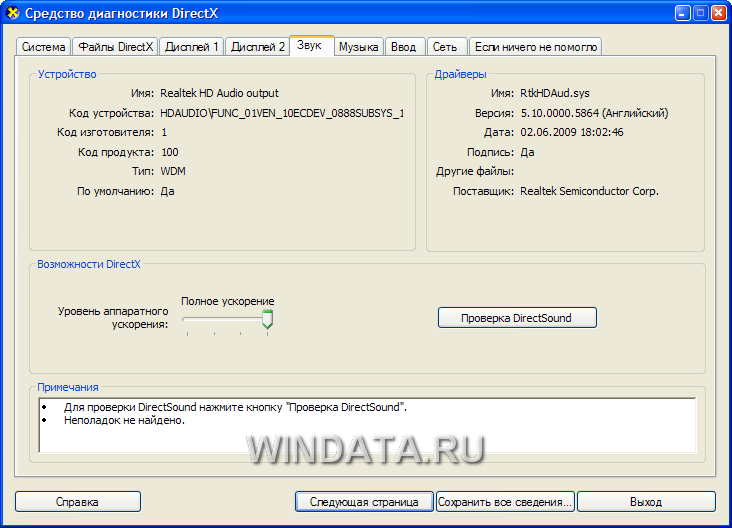 Средство диагностики DirectX
Система Файлы DirectX Дисплей 1 Дисплей 2 Звук Музыка Ввод Сеть Если ничего не помогло
Устройство
Имя: Realtek HD Audio output
Код устройства: HDAUDIO\FUNC_01VEN_10ECDEV_0888SUBSYS_1
Код изготовителя: 1
Код продукта: 100
Тип: WDM
По умолчанию: Да
Драйверы
Имя: RtkHDAud.sys
Версия: 5.10.0000.5864 (Английский)
Дата: 02.06.2009 18:02:46
Подпись: Да
Другие файлы:
Поставщик: Realtek Semiconductor Corp.
Возможности DirectX
Полное ускорение
Уровень аппаратного
ускорения:
Проверка DirectSound
Примечания
• Для проверки DirectSound нажмите кнопку "Проверка DirectSound".
• Неполадок не найдено.
WINDATA.RU
Справка Следующая страница Сохранить все сведения... Выход